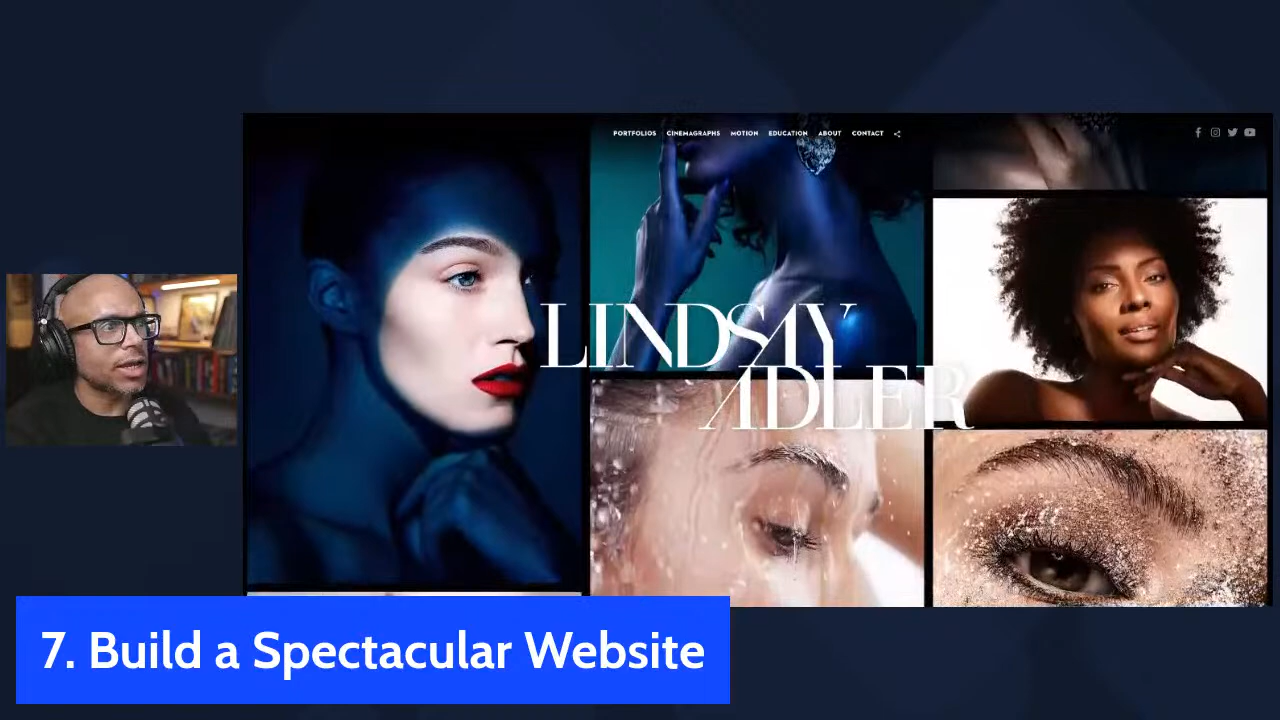 PORTFOLIOS CINEMAGRAPHS MOTION EDUCATION ABOUT CONTACT
LINDSAY
ADLER
7. Build a Spectacular Website